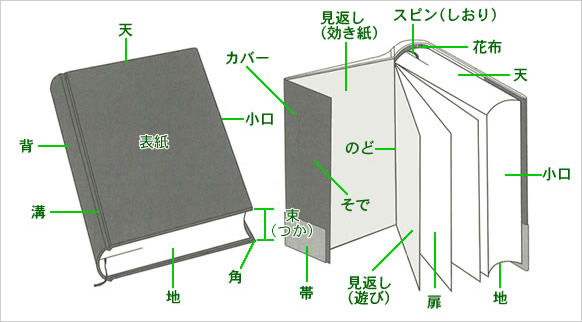 天
背
溝
表紙
小口
束
(つか)
角
地
カバー
見返し
(効き紙)
スピン(しおり)
花布
天
のど
そで
小口
帯
見返し
(遊び)
扉
地